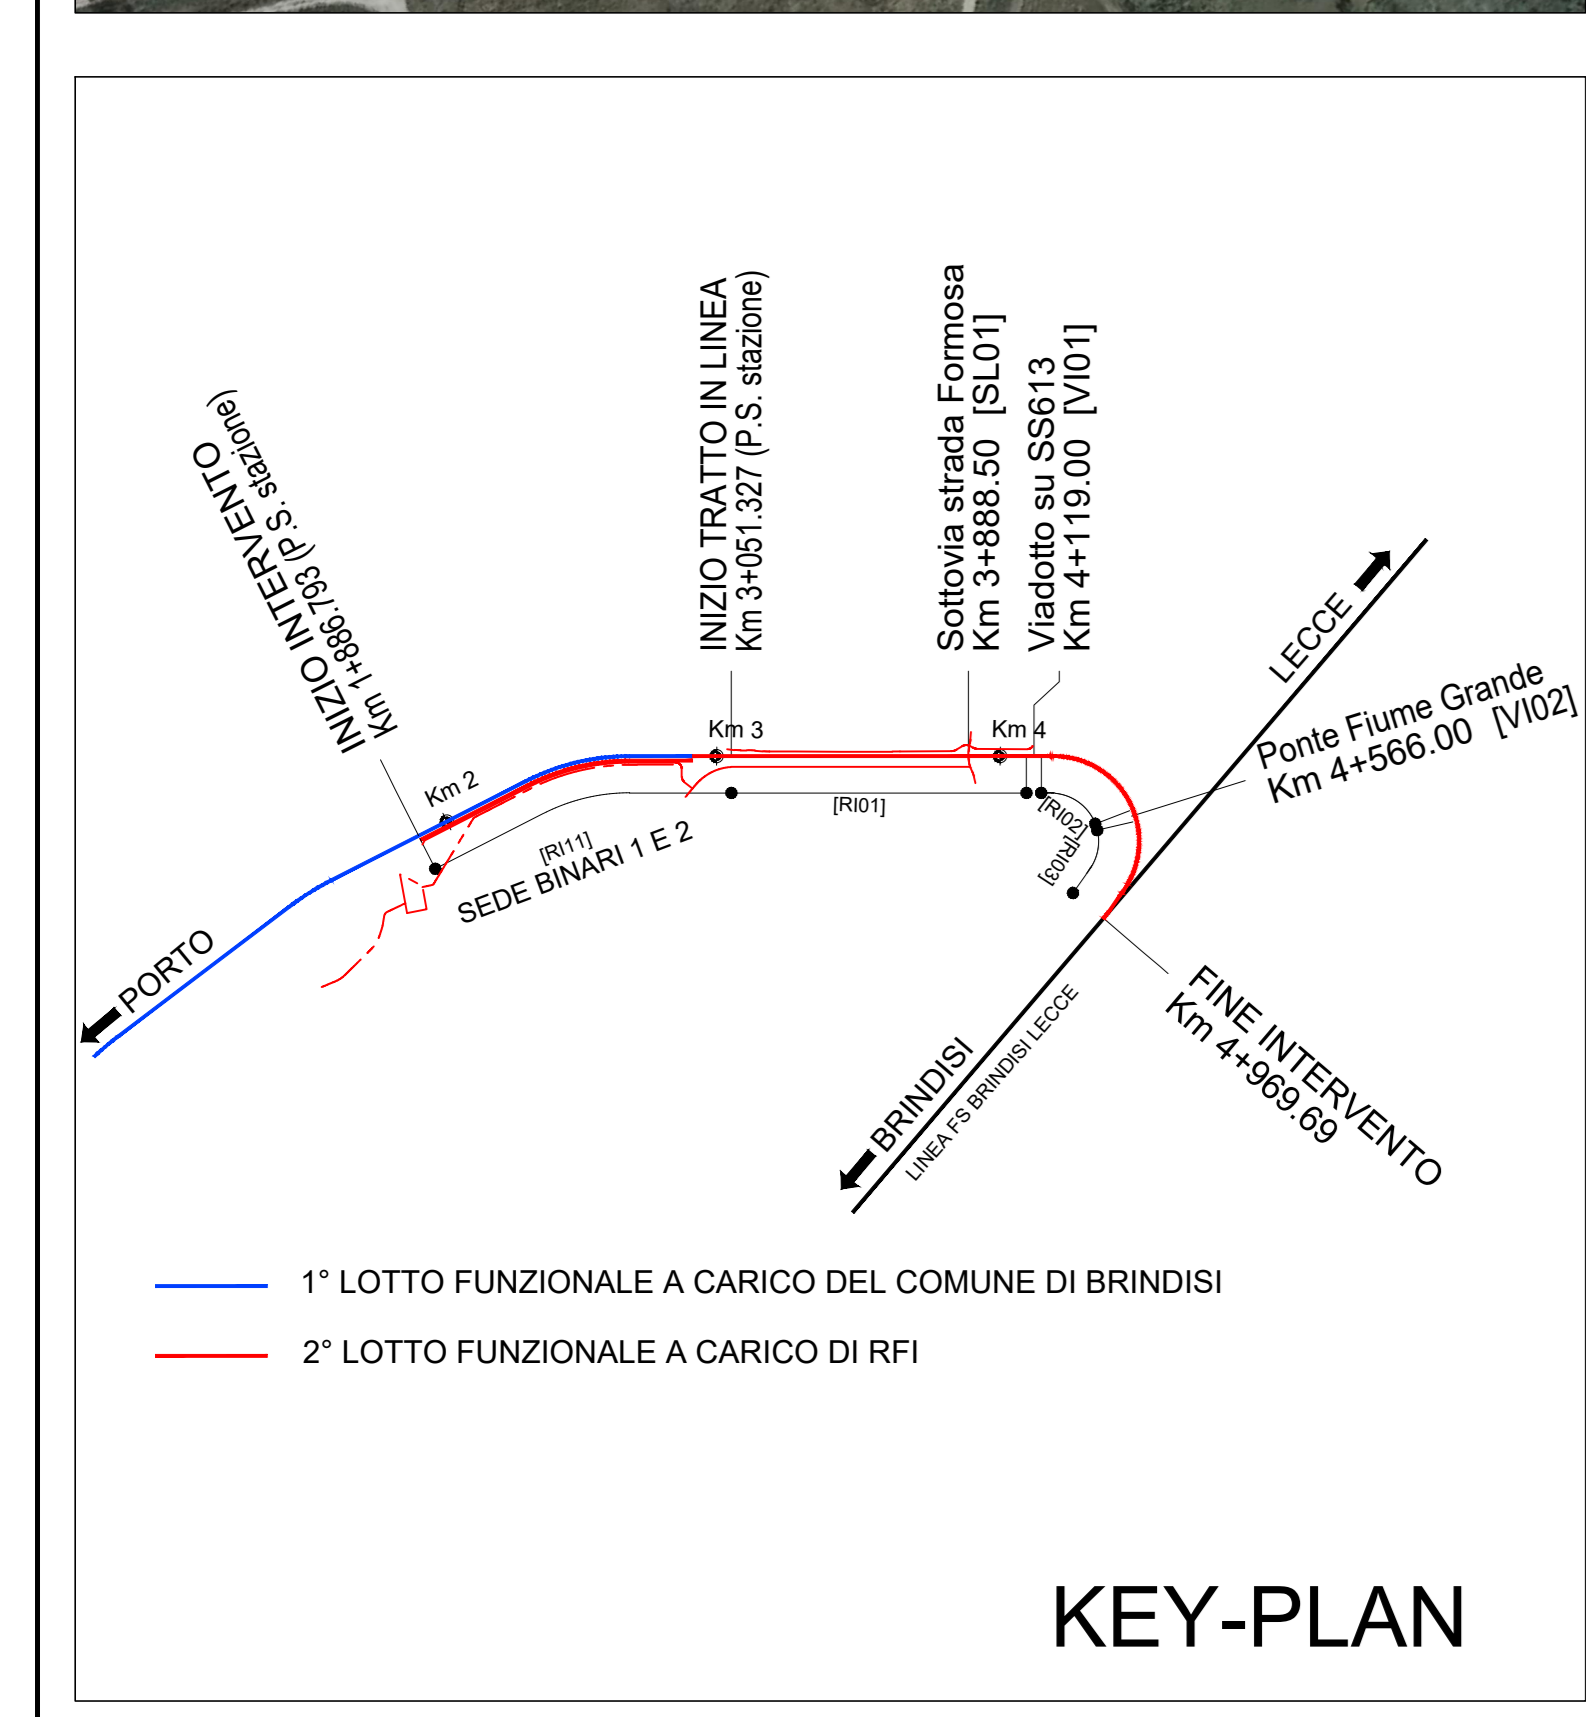 INIZIO INTERVENTO
Km 1+886.793 (P.S. stazione)
INIZIO TRATTO IN LINEA
Km 3+051.327 (P.S. stazione)
Sottovia strada Formosa
Km 3+888.50 [SL01]
Viadotto su SS613
Km 4+119.00 [VI01]
LECCE
Ponte Fiume Grande
Km 4+566.00 [VI02]
Km 2
Km 3
Km 4
[RI11]
SEDE BINARI 1 E 2
[RI01]
[RI02]
[RI03]
PORTO
BRINDISI
LINEA FS BRINDISI LECCE
FINE INTERVENTO
Km 4+969.69
1° LOTTO FUNZIONALE A CARICO DEL COMUNE DI BRINDISI
2° LOTTO FUNZIONALE A CARICO DI RFI
KEY-PLAN